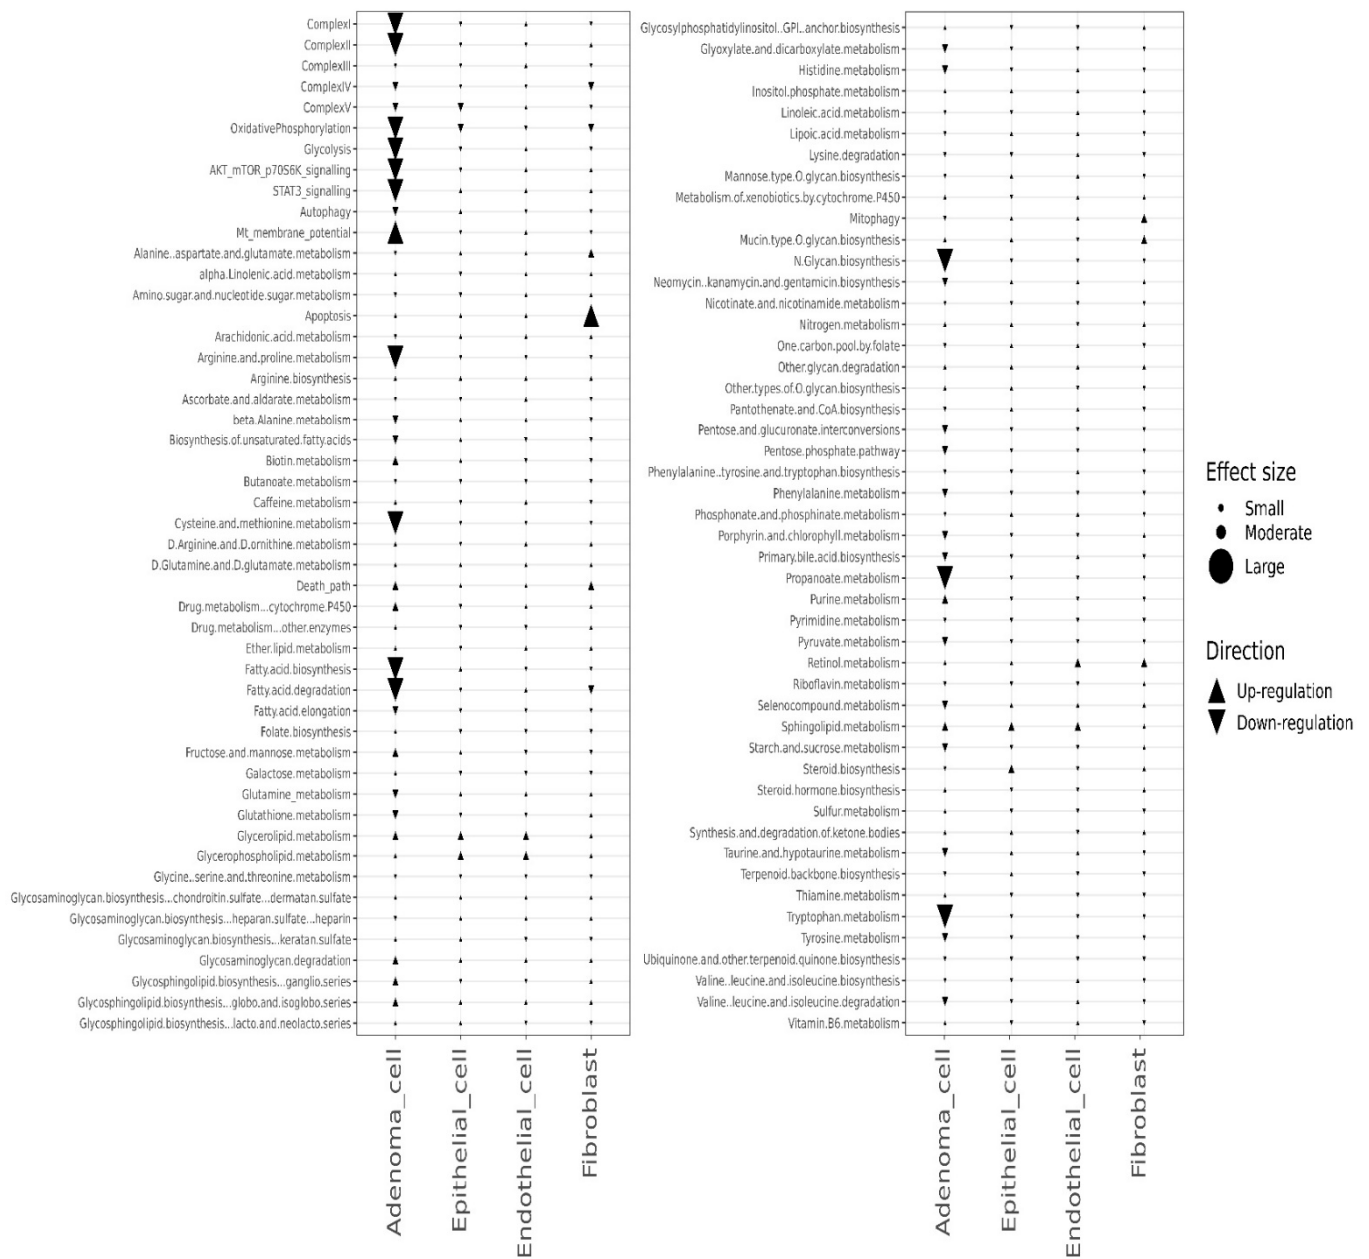 ComplexI
ComplexII
ComplexIII
ComplexIV
ComplexV
OxidativePhosphorylation
Glycolysis
AKT_mTOR_p70S6K_signalling
STAT3_signalling
Autophagy
Mt_membrane_potential
Alanine..aspartate.and.glutamate.metabolism
alpha.Linolenic.acid.metabolism
Amino.sugar.and.nucleotide.sugar.metabolism
Apoptosis
Arachidonic.acid.metabolism
Arginine.and.proline.metabolism
Arginine.biosynthesis
Ascorbate.and.aldarate.metabolism
beta.Alanine.metabolism
Biosynthesis.of.unsaturated.fatty.acids
Biotin.metabolism
Butanoate.metabolism
Caffeine.metabolism
Cysteine.and.methionine.metabolism
D.Arginine.and.D.ornithine.metabolism
D.Glutamine.and.D.glutamate.metabolism
Death_path
Drug.metabolism...cytochrome.P450
Drug.metabolism...other.enzymes
Ether.lipid.metabolism
Fatty.acid.biosynthesis
Fatty.acid.degradation
Fatty.acid.elongation
Folate.biosynthesis
Fructose.and.mannose.metabolism
Galactose.metabolism
Glutamine_metabolism
Glutathione.metabolism
Glycerolipid.metabolism
Glycerophospholipid.metabolism
Glycine..serine.and.threonine.metabolism
Glycosaminoglycan.biosynthesis...chondroitin.sulfate...dermatan.sulfate
Glycosaminoglycan.biosynthesis...heparan.sulfate...heparin
Glycosaminoglycan.biosynthesis...keratan.sulfate
Glycosaminoglycan.degradation
Glycosphingolipid.biosynthesis...ganglio.series
Glycosphingolipid.biosynthesis...globo.and.isoglobo.series
Glycosphingolipid.biosynthesis...lacto.and.neolacto.series
Adenoma_cell
Epithelial_cell
Endothelial_cell
Fibroblast
Glycosylphosphatidylinositol..GPI..anchor.biosynthesis
Glyoxylate.and.dicarboxylate.metabolism
Histidine.metabolism
Inositol.phosphate.metabolism
Linoleic.acid.metabolism
Lipoic.acid.metabolism
Lysine.degradation
Mannose.type.O.glycan.biosynthesis
Metabolism.of.xenobiotics.by.cytochrome.P450
Mitophagy
Mucin.type.O.glycan.biosynthesis
N.Glycan.biosynthesis
Neomycin..kanamycin.and.gentamicin.biosynthesis
Nicotinate.and.nicotinamide.metabolism
Nitrogen.metabolism
One.carbon.pool.by.folate
Other.glycan.degradation
Other.types.of.O.glycan.biosynthesis
Pantothenate.and.CoA.biosynthesis
Pentose.and.glucuronate.interconversions
Pentose.phosphate.pathway
Phenylalanine..tyrosine.and.tryptophan.biosynthesis
Phenylalanine.metabolism
Phosphonate.and.phosphinate.metabolism
Porphyrin.and.chlorophyll.metabolism
Primary.bile.acid.biosynthesis
Propanoate.metabolism
Purine.metabolism
Pyrimidine.metabolism
Pyruvate.metabolism
Retinol.metabolism
Riboflavin.metabolism
Selenocompound.metabolism
Sphingolipid.metabolism
Starch.and.sucrose.metabolism
Steroid.biosynthesis
Steroid.hormone.biosynthesis
Sulfur.metabolism
Synthesis.and.degradation.of.ketone.bodies
Taurine.and.hypotaurine.metabolism
Terpenoid.backbone.biosynthesis
Thiamine.metabolism
Tryptophan.metabolism
Tyrosine.metabolism
Ubiquinone.and.other.terpenoid.quinone.biosynthesis
Valine..leucine.and.isoleucine.biosynthesis
Valine..leucine.and.isoleucine.degradation
Vitamin.B6.metabolism
Adenoma_cell
Epithelial_cell
Endothelial_cell
Fibroblast
Effect size
Small
Moderate
Large
Direction
Up-regulation
Down-regulation